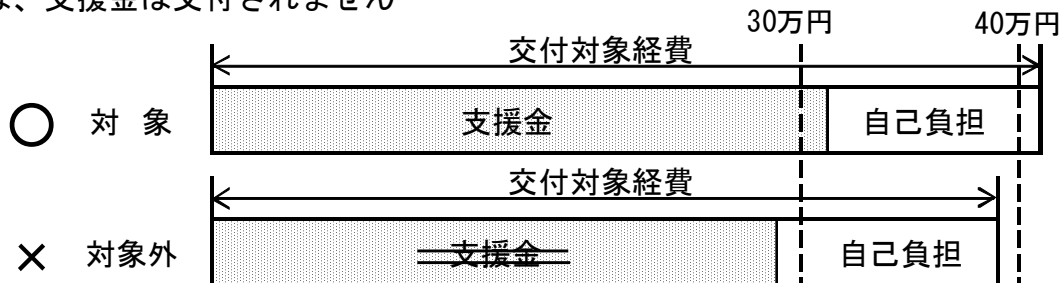 は、支援金は交付されません
30万円 40万円
交付対象経費
○ 対 象 支援金 自己負担
交付対象経費
× 対象外 支援金 自己負担